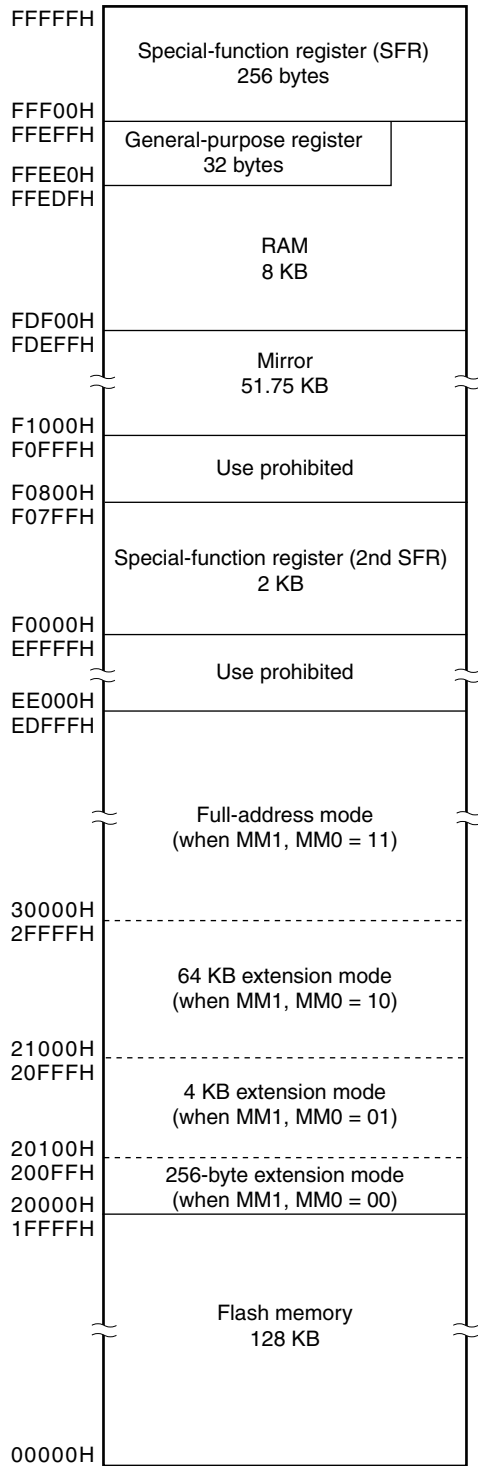 FFFFFH
Special-function register (SFR)
256 bytes
FFF00H
FFEFFH
General-purpose register
32 bytes
FFEE0H
FFEDFH
RAM
8 KB
FDF00H
FDEFFH
Mirror
51.75 KB
F1000H
F0FFFH
Use prohibited
F0800H
F07FFH
Special-function register (2nd SFR)
2 KB
F0000H
EFFFFH
Use prohibited
EE000H
EDFFFH
Full-address mode
(when MM1, MM0 = 11)
30000H
2FFFFH
64 KB extension mode
(when MM1, MM0 = 10)
21000H
20FFFH
4 KB extension mode
(when MM1, MM0 = 01)
20100H
200FFH
256-byte extension mode
(when MM1, MM0 = 00)
20000H
1FFFFH
Flash memory
128 KB
00000H